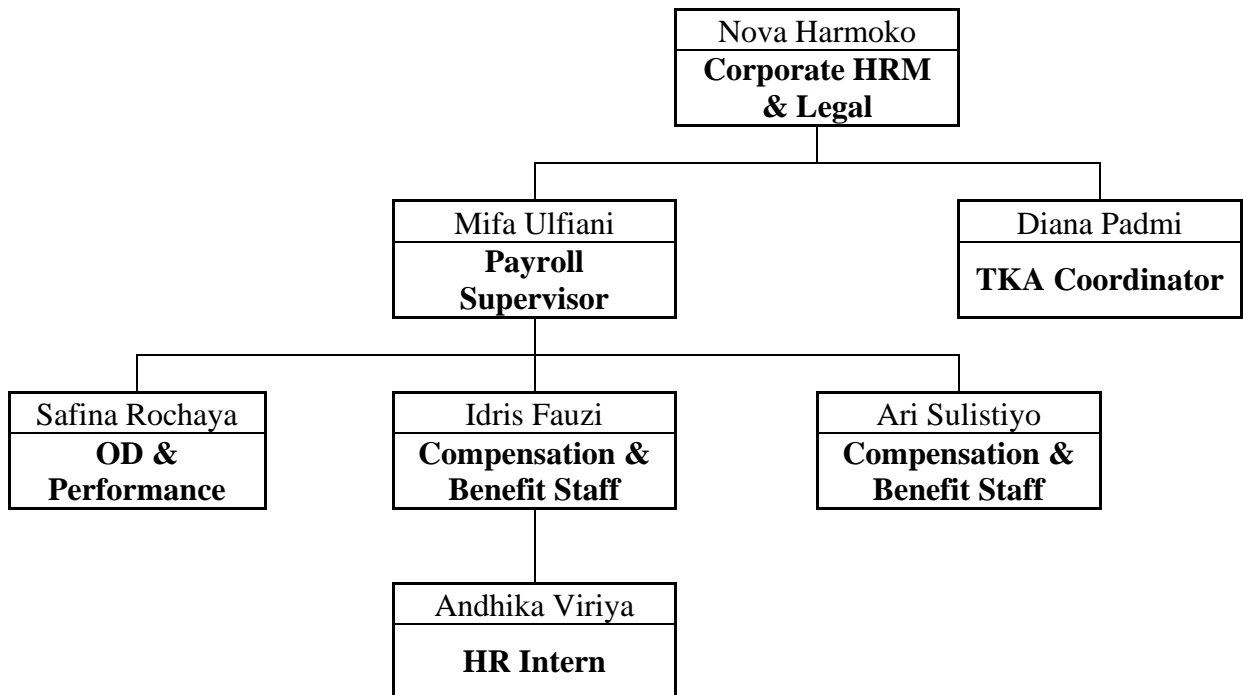 Nova Harmoko
Corporate HRM
& Legal
Mifa Ulfiani
Payroll
Supervisor
Diana Padmi
TKA Coordinator
Safina Rochaya
OD &
Performance
Idris Fauzi
Compensation &
Benefit Staff
Ari Sulistiyo
Compensation &
Benefit Staff
Andhika Viriya
HR Intern